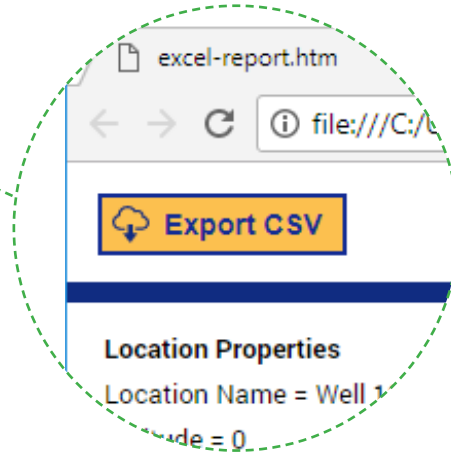 excel-report.htm
file:///C:/
Export CSV
Location Properties
Location Name = Well 1
= 0